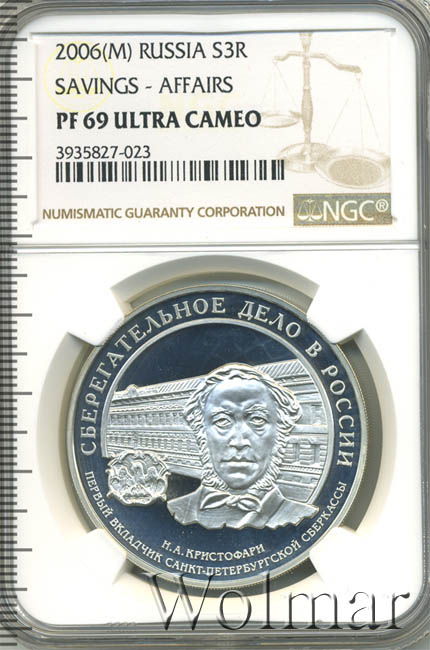 2006(M) RUSSIA S3R
SAVINGS - AFFAIRS
PF 69 ULTRA CAMEO
3935827-023
NUMISMATIC GUARANTY CORPORATION
NGC®
СБЕРЕГАТЕЛЬНОЕ ДЕЛО В РОССИИ
Н.А.КРИСТОФАРИ
ПЕРВЫЙ ВКЛАДЧИК САНКТ-ПЕТЕРБУРГСКОЙ СБЕРКАССЫ
Wolmar